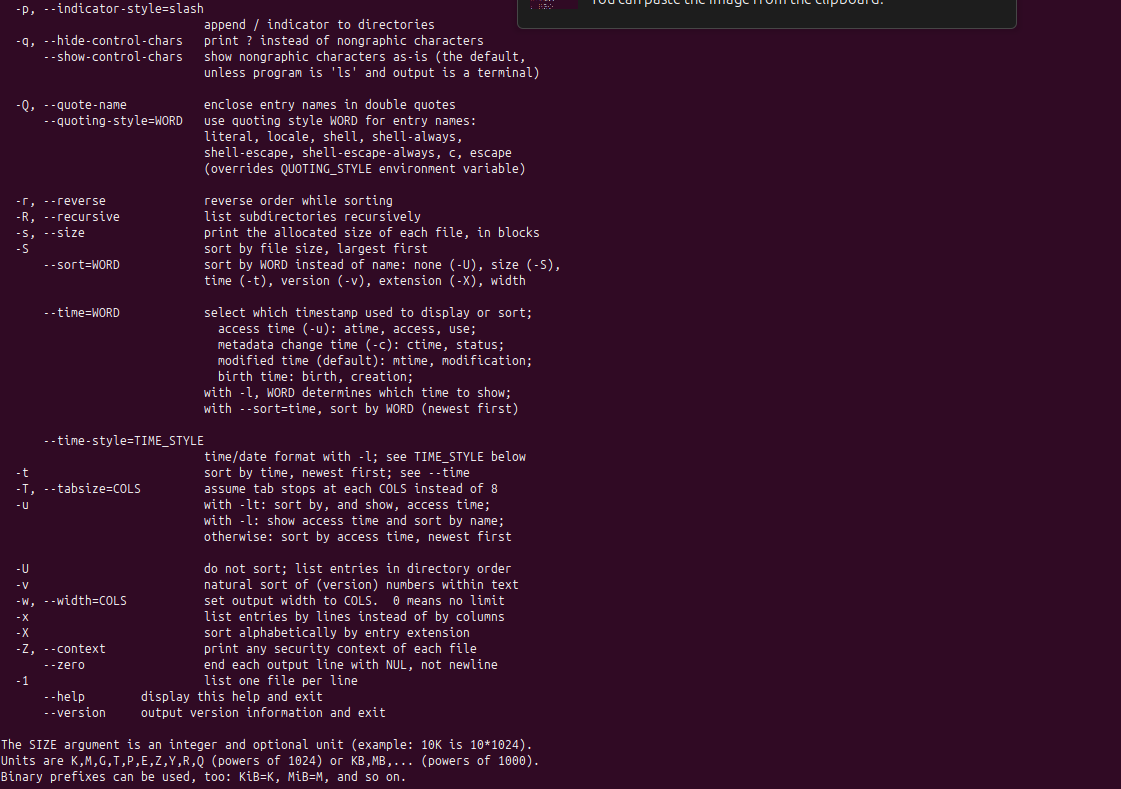 You can paste the image from the clipboard.
  -p, --indicator-style=slash
                             append / indicator to directories
  -q, --hide-control-chars   print ? instead of nongraphic characters
      --show-control-chars   show nongraphic characters as-is (the default,
                             unless program is 'ls' and output is a terminal)

  -Q, --quote-name           enclose entry names in double quotes
      --quoting-style=WORD   use quoting style WORD for entry names:
                             literal, locale, shell, shell-always,
                             shell-escape, shell-escape-always, c, escape
                             (overrides QUOTING_STYLE environment variable)

  -r, --reverse              reverse order while sorting
  -R, --recursive            list subdirectories recursively
  -s, --size                 print the allocated size of each file, in blocks
  -S                         sort by file size, largest first
      --sort=WORD            sort by WORD instead of name: none (-U), size (-S),
                             time (-t), version (-v), extension (-X), width

      --time=WORD            select which timestamp used to display or sort;
                               access time (-u): atime, access, use;
                               metadata change time (-c): ctime, status;
                               modified time (default): mtime, modification;
                               birth time: birth, creation;
                             with -l, WORD determines which time to show;
                             with --sort=time, sort by WORD (newest first)

      --time-style=TIME_STYLE
                             time/date format with -l; see TIME_STYLE below
  -t                         sort by time, newest first; see --time
  -T, --tabsize=COLS         assume tab stops at each COLS instead of 8
  -u                         with -lt: sort by, and show, access time;
                             with -l: show access time and sort by name;
                             otherwise: sort by access time, newest first

  -U                         do not sort; list entries in directory order
  -v                         natural sort of (version) numbers within text
  -w, --width=COLS           set output width to COLS.  0 means no limit
  -x                         list entries by lines instead of by columns
  -X                         sort alphabetically by entry extension
  -Z, --context              print any security context of each file
      --zero                 end each output line with NUL, not newline
  -1                         list one file per line
      --help        display this help and exit
      --version     output version information and exit

The SIZE argument is an integer and optional unit (example: 10K is 10*1024).
Units are K,M,G,T,P,E,Z,Y,R,Q (powers of 1024) or KB,MB,... (powers of 1000).
Binary prefixes can be used, too: KiB=K, MiB=M, and so on.